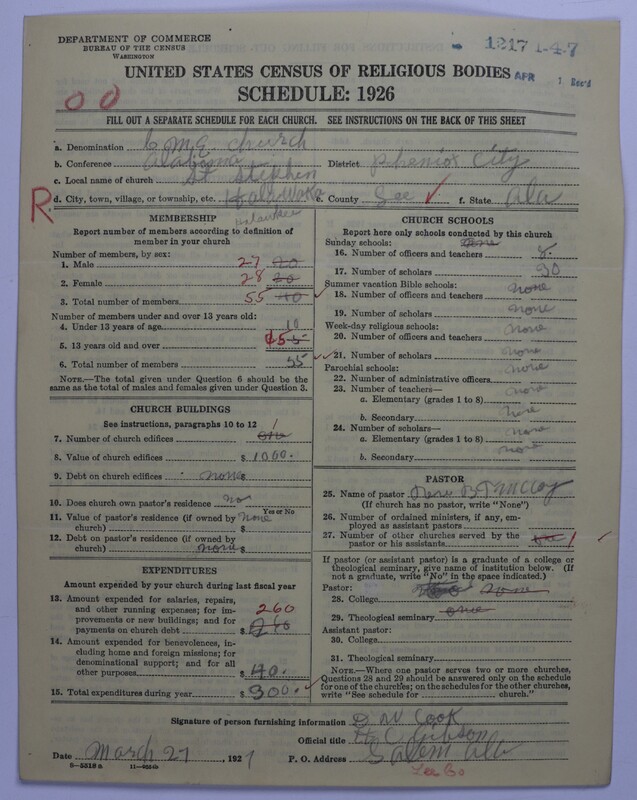 DEPARTMENT OF COMMERCE
BUREAU OF THE CENSUS
WASHINGTON
1217 1-4-7
UNITED STATES CENSUS OF RELIGIOUS BODIES
APR 1 Rec'd
SCHEDULE: 1926
00
FILL OUT A SEPARATE SCHEDULE FOR EACH CHURCH. SEE INSTRUCTIONS ON THE BACK OF THIS SHEET
a. Denomination C.M.E. church
b. Conference Alabama District Phenix City
c. Local name of church St Stephen
R d. City, town, village, or township, etc. Halawaka e. County Lee f. State Ala
Halawkee
MEMBERSHIP
Report number of members according to definition of member in your church
Number of members, by sex:
1. Male 27 20
2. Female 28 20
3. Total number of members 55 40
Number of members under and over 13 years old:
4. Under 13 years of age 10
5. 13 years old and over 45
6. Total number of members 55
NOTE.—The total given under Question 6 should be the same as the total of males and females given under Question 3.
CHURCH BUILDINGS
See instructions, paragraphs 10 to 12
7. Number of church edifices 1 one
8. Value of church edifices $ 1000.
9. Debt on church edifices none $
10. Does church own pastor's residence no
Yes or No
11. Value of pastor's residence (if owned by church) none $
12. Debt on pastor's residence (if owned by church) none $
EXPENDITURES
Amount expended by your church during last fiscal year
13. Amount expended for salaries, repairs, and other running expenses; for improvements or new buildings; and for payments on church debt 260 $
14. Amount expended for benevolences, including home and foreign missions; for denominational support; and for all other purposes $ 40.
15. Total expenditures during year $ 300.
CHURCH SCHOOLS
Report here only schools conducted by this church
Sunday schools: none
16. Number of officers and teachers 8.
17. Number of scholars 90
Summer vacation Bible schools:
18. Number of officers and teachers none
19. Number of scholars none
Week-day religious schools:
20. Number of officers and teachers none
21. Number of scholars none
Parochial schools:
22. Number of administrative officers none
23. Number of teachers—
a. Elementary (grades 1 to 8) none
b. Secondary none
24. Number of scholars—
a. Elementary (grades 1 to 8) none
b. Secondary none
PASTOR
25. Name of pastor
(If church has no pastor, write "None")
26. Number of ordained ministers, if any, employed as assistant pastors
27. Number of other churches served by the pastor or his assistants 1
If pastor (or assistant pastor) is a graduate of a college or theological seminary, give name of institution below. (If not a graduate, write "No" in the space indicated.)
Pastor:
28. College none
29. Theological seminary one
Assistant pastor:
30. College
31. Theological seminary
NOTE.—Where one pastor serves two or more churches, Questions 28 and 29 should be answered only on the schedule for one of the churches; on the schedules for the other churches, write "See schedule for church."
Signature of person furnishing information D W Cook
Official title H C Gibson
Date March 27, 1927 P. O. Address Salem Ala
8-5518 a
Lee Co